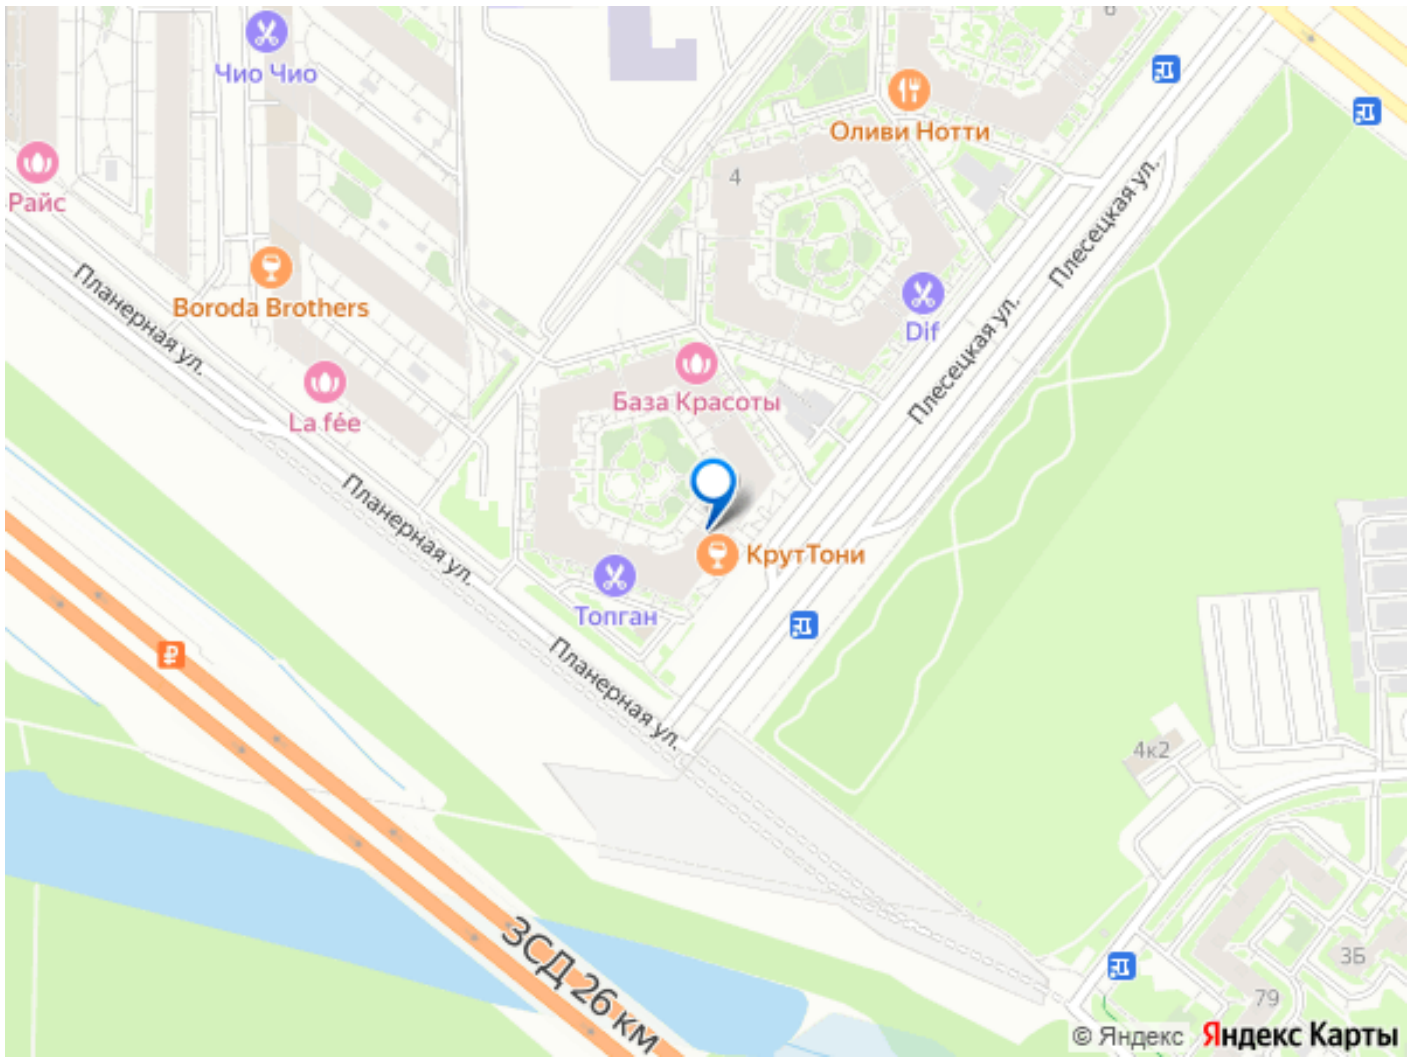 6
Чио Чио
Оливи Нотти
Райс
4
Плесецкая ул.
Boroda Brothers
Планерная ул.
Dif
Плесецкая ул.
База Красоты
La fée
Планерная ул.
КрутТони
Топган
₽
Планерная ул.
4к2
ЗСД 26 км
3Б
79
© Яндекс Яндекс Карты